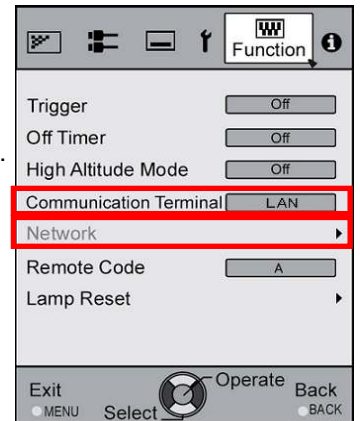 Function
Trigger Off
Off Timer Off
High Altitude Mode Off
Communication Terminal LAN
Network
Remote Code A
Lamp Reset
Exit Operate Back
MENU Select BACK